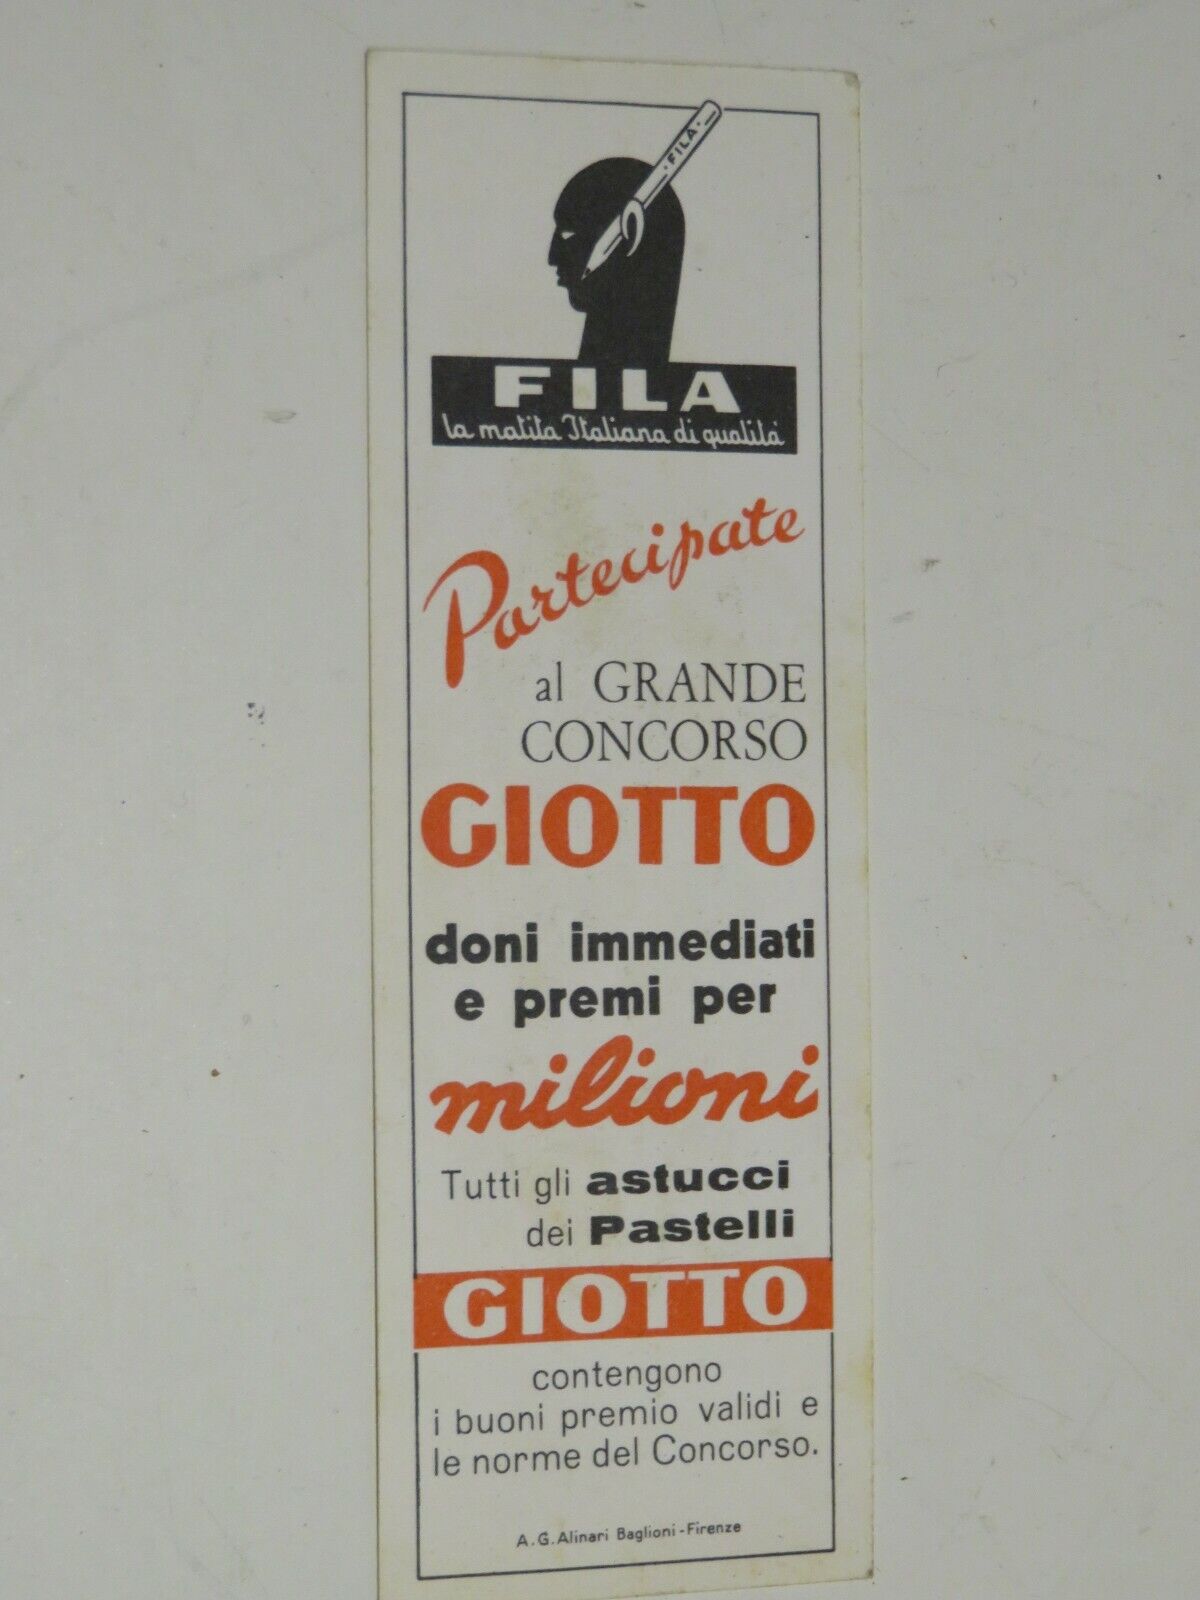 ·FILA·
FILA
la matita Italiana di qualità
Partecipate
al GRANDE
CONCORSO
GIOTTO
doni immediati
e premi per
milioni
Tutti gli astucci
dei Pastelli
GIOTTO
contengono
i buoni premio validi e
le norme del Concorso.
A.G.Alinari Baglioni-Firenze